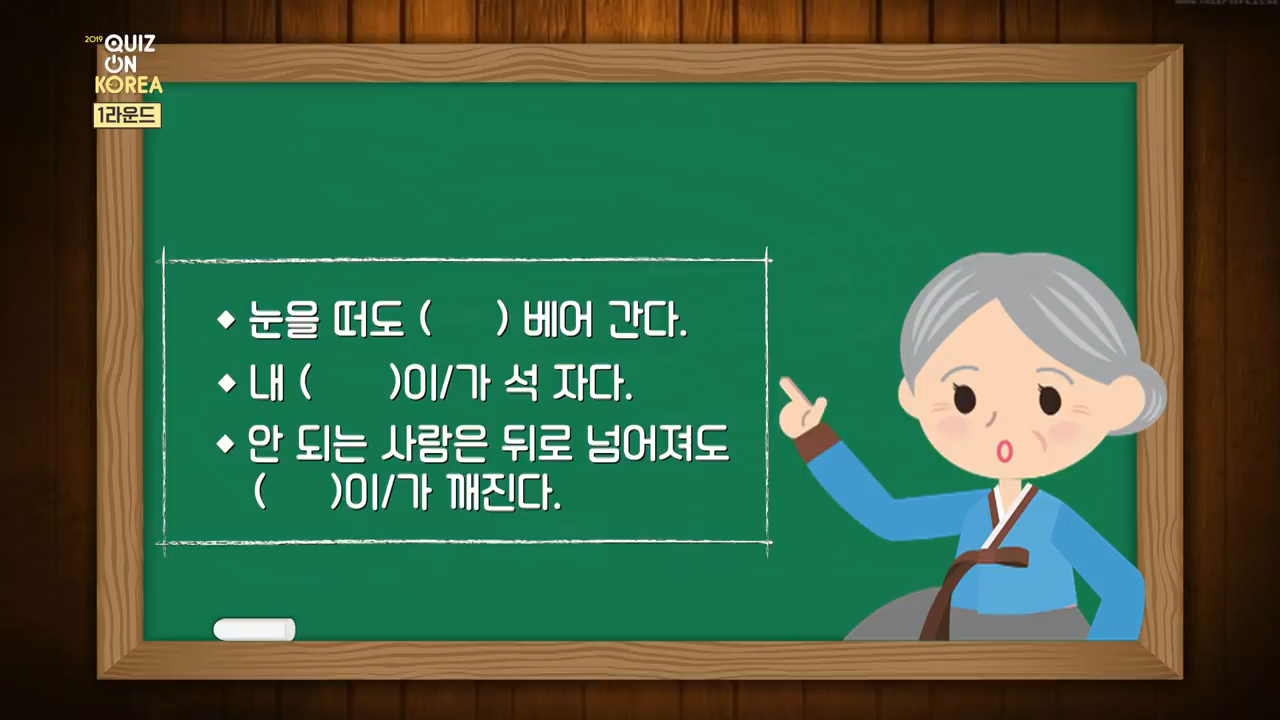 2019 QUIZ
ON
KOREA
1라운드
◆ 눈을 떠도 (      ) 베어 간다.
◆ 내 (       )이/가 석 자다.
◆ 안 되는 사람은 뒤로 넘어져도
(      )이/가 깨진다.